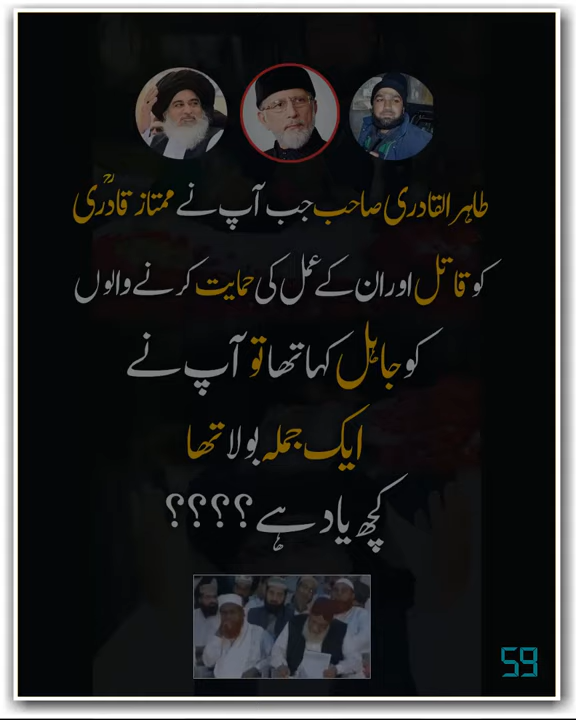 طاہر القادری صاحب جب آپ نے ممتاز قادریؒ
کو قاتل اور ان کے عمل کی حمایت کرنے والوں
کو جاہل کہا تھا تو آپ نے
ایک جملہ بولا تھا
کچھ یاد ہے ؟؟؟؟
59